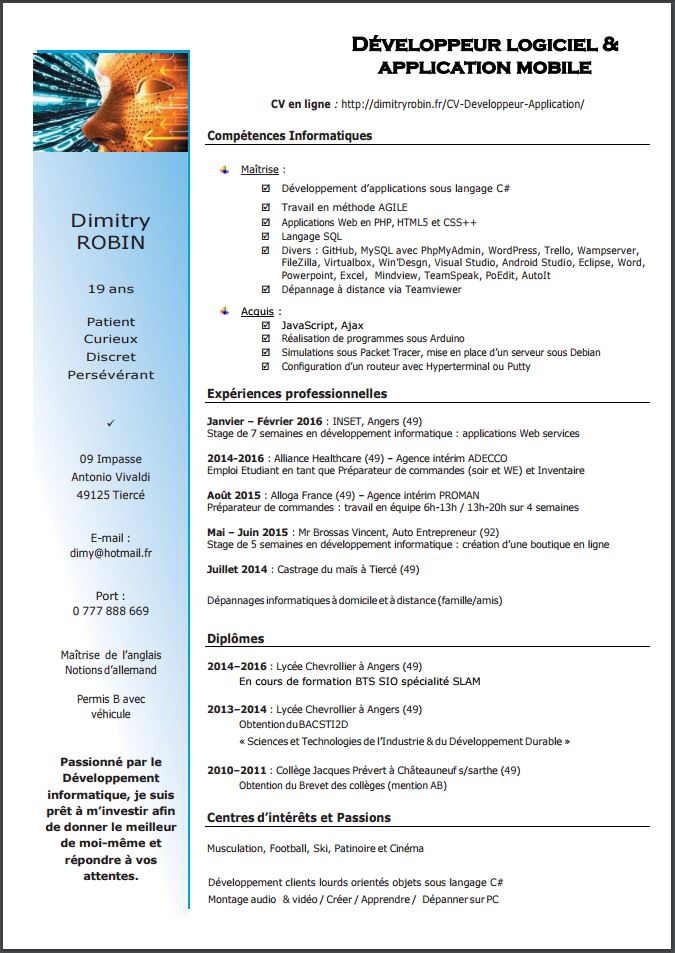 Développeur logiciel &
application mobile
CV en ligne : http://dimitryrobin.fr/CV-Developpeur-Application/
Dimitry
ROBIN
19 ans
Patient
Curieux
Discret
Persévérant
✓
09 Impasse
Antonio Vivaldi
49125 Tiercé
E-mail :
dimy@hotmail.fr
Port :
0 777 888 669
Maîtrise de l'anglais
Notions d'allemand
Permis B avec
véhicule
Passionné par le
Développement
informatique, je suis
prêt à m'investir afin
de donner le meilleur
de moi-même et
répondre à vos
attentes.
Compétences Informatiques
Maîtrise :
☑ Développement d'applications sous langage C#
☑ Travail en méthode AGILE
☑ Applications Web en PHP, HTML5 et CSS++
☑ Langage SQL
☑ Divers : GitHub, MySQL avec PhpMyAdmin, WordPress, Trello, Wampserver,
FileZilla, Virtualbox, Win'Desgn, Visual Studio, Android Studio, Eclipse, Word,
Powerpoint, Excel, Mindview, TeamSpeak, PoEdit, AutoIt
☑ Dépannage à distance via Teamviewer
Acquis :
☑ JavaScript, Ajax
☑ Réalisation de programmes sous Arduino
☑ Simulations sous Packet Tracer, mise en place d'un serveur sous Debian
☑ Configuration d'un routeur avec Hyperterminal ou Putty
Expériences professionnelles
Janvier – Février 2016 : INSET, Angers (49)
Stage de 7 semaines en développement informatique : applications Web services
2014-2016 : Alliance Healthcare (49) – Agence intérim ADECCO
Emploi Etudiant en tant que Préparateur de commandes (soir et WE) et Inventaire
Août 2015 : Alloga France (49) – Agence intérim PROMAN
Préparateur de commandes : travail en équipe 6h-13h / 13h-20h sur 4 semaines
Mai – Juin 2015 : Mr Brossas Vincent, Auto Entrepreneur (92)
Stage de 5 semaines en développement informatique : création d'une boutique en ligne
Juillet 2014 : Castrage du maïs à Tiercé (49)
Dépannages informatiques à domicile et à distance (famille/amis)
Diplômes
2014–2016 : Lycée Chevrollier à Angers (49)
En cours de formation BTS SIO spécialité SLAM
2013–2014 : Lycée Chevrollier à Angers (49)
Obtention du BAC STI2D
« Sciences et Technologies de l'Industrie & du Développement Durable »
2010–2011 : Collège Jacques Prévert à Châteauneuf s/sarthe (49)
Obtention du Brevet des collèges (mention AB)
Centres d'intérêts et Passions
Musculation, Football, Ski, Patinoire et Cinéma
Développement clients lourds orientés objets sous langage C#
Montage audio & vidéo / Créer / Apprendre / Dépanner sur PC